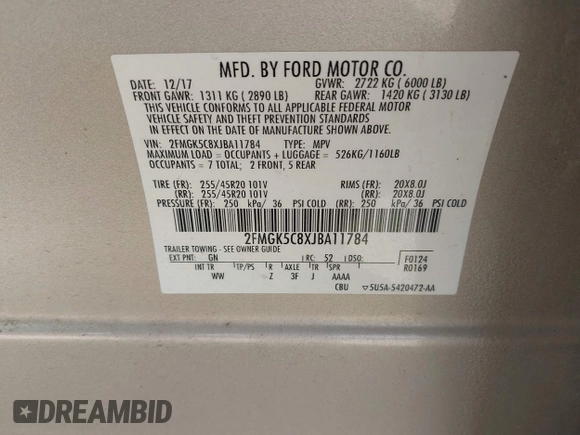 MFD. BY FORD MOTOR CO.
DATE: 12/17 GVWR: 2722 KG ( 6000 LB)
FRONT GAWR: 1311 KG ( 2890 LB) REAR GAWR: 1420 KG ( 3130 LB)
THIS VEHICLE CONFORMS TO ALL APPLICABLE FEDERAL MOTOR
VEHICLE SAFETY AND THEFT PREVENTION STANDARDS
IN EFFECT ON THE DATE OF MANUFACTURE SHOWN ABOVE.
VIN: 2FMGK5C8XJBA11784 TYPE: MPV
MAXIMUM LOAD = OCCUPANTS + LUGGAGE = 526KG/1160LB
OCCUPANTS = 7 TOTAL; 2 FRONT, 5 REAR
TIRE (FR): 255/45R20 101V RIMS (FR): 20X8.0J
(RR): 255/45R20 101V (RR): 20X8.0J
PRESSURE (FR) 250 kPa/ 36 PSI COLD (RR) 250 kPa/ 36 PSI COLD
2FMGK5C8XJBA11784
TRAILER TOWING - SEE OWNER GUIDE
EXT PNT: GN RC: 52 DSO: F0124
INT TR TP/PS R AXLE TR J R0169
WW Z 3F J AAAA
CBU ▽5U5A-5420472-AA
DREAMBID